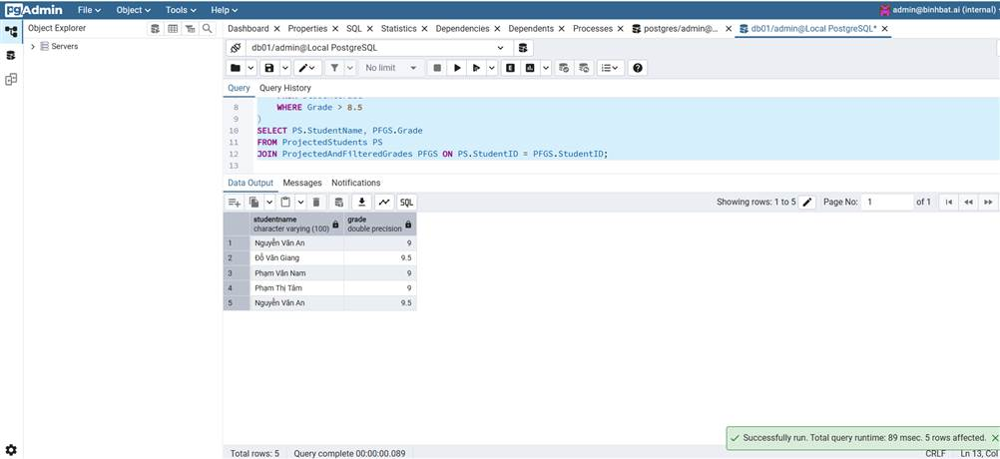 pgAdmin File Object Tools Help admin@binhbat.ai (internal)
Object Explorer
Servers
Dashboard Properties SQL Statistics Dependencies Dependents Processes postgres/admin@... db01/admin@Local PostgreSQL*
db01/admin@Local PostgreSQL
No limit
Query Query History
8 WHERE Grade > 8.5
9 )
10 SELECT PS.StudentName, PFGS.Grade
11 FROM ProjectedStudents PS
12 JOIN ProjectedAndFilteredGrades PFGS ON PS.StudentID = PFGS.StudentID;
13
Data Output Messages Notifications
SQL Showing rows: 1 to 5 Page No: 1 of 1
studentname grade
character varying (100) double precision
1 Nguyễn Văn An 9
2 Đỗ Văn Giang 9.5
3 Phạm Văn Nam 9
4 Phạm Thị Tâm 9
5 Nguyễn Văn An 9.5
Successfully run. Total query runtime: 89 msec. 5 rows affected.
Total rows: 5 Query complete 00:00:00.089 CRLF Ln 13, Col